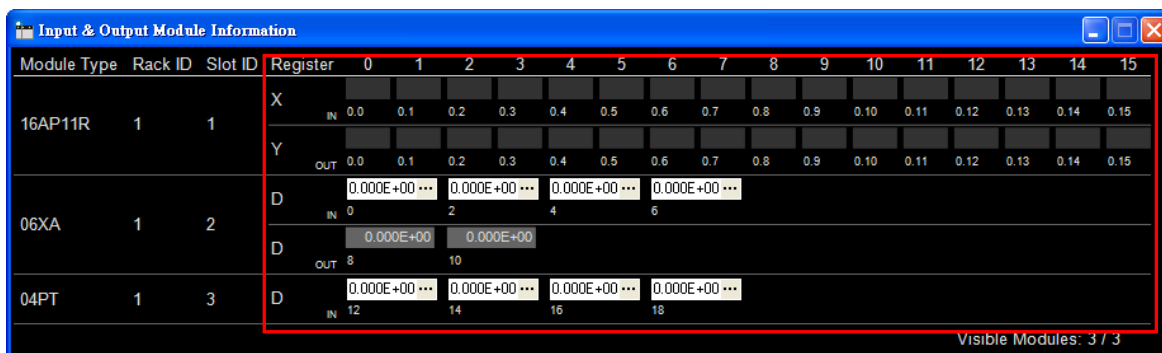 Input & Output Module Information
Module Type Rack ID Slot ID Register 0 1 2 3 4 5 6 7 8 9 10 11 12 13 14 15
16AP11R 1 1
X
IN 0.0 0.1 0.2 0.3 0.4 0.5 0.6 0.7 0.8 0.9 0.10 0.11 0.12 0.13 0.14 0.15
Y
OUT 0.0 0.1 0.2 0.3 0.4 0.5 0.6 0.7 0.8 0.9 0.10 0.11 0.12 0.13 0.14 0.15
06XA 1 2
D 0.000E+00 ... 0.000E+00 ... 0.000E+00 ... 0.000E+00 ...
IN 0 2 4 6
D 0.000E+00 0.000E+00
OUT 8 10
04PT 1 3
D 0.000E+00 ... 0.000E+00 ... 0.000E+00 ... 0.000E+00 ...
IN 12 14 16 18
Visible Modules: 3 / 3